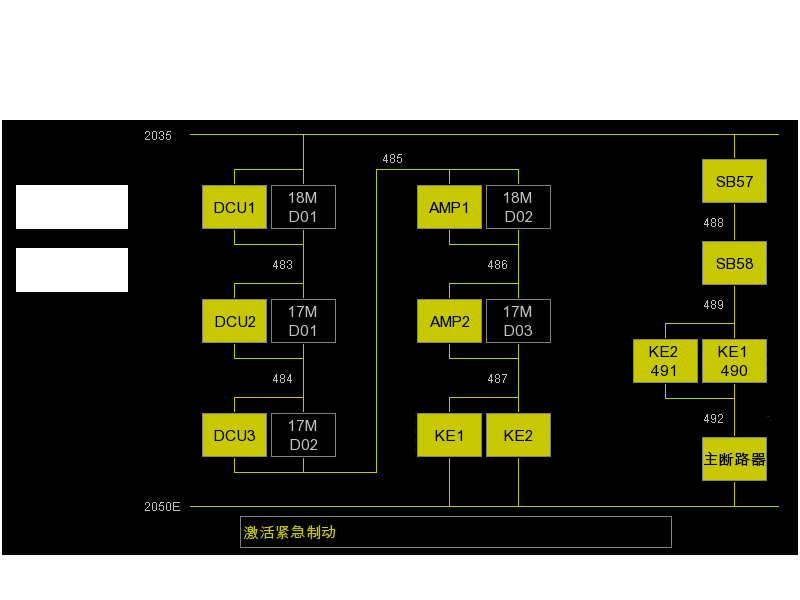 2035
485
DCU1
18M
D01
AMP1
18M
D02
SB57
488
483
486
SB58
489
DCU2
17M
D01
AMP2
17M
D03
KE2
491
KE1
490
484
487
492
DCU3
17M
D02
KE1
KE2
主断路器
2050E
激活紧急制动